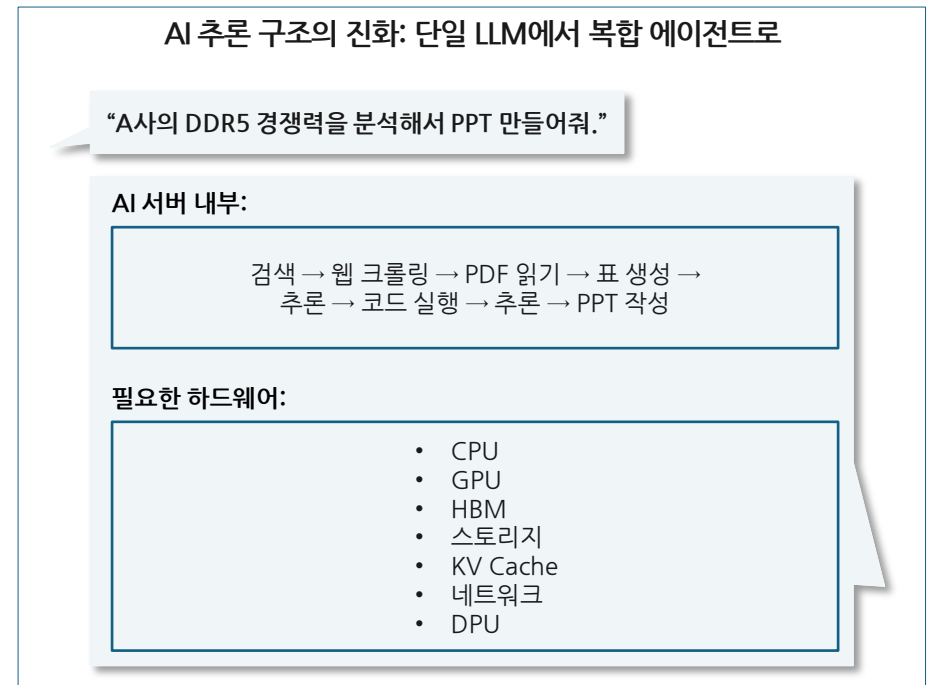 AI 추론 구조의 진화: 단일 LLM에서 복합 에이전트로
“A사의 DDR5 경쟁력을 분석해서 PPT 만들어줘.”
AI 서버 내부:
검색 → 웹 크롤링 → PDF 읽기 → 표 생성 →
추론 → 코드 실행 → 추론 → PPT 작성
필요한 하드웨어:
• CPU
• GPU
• HBM
• 스토리지
• KV Cache
• 네트워크
• DPU